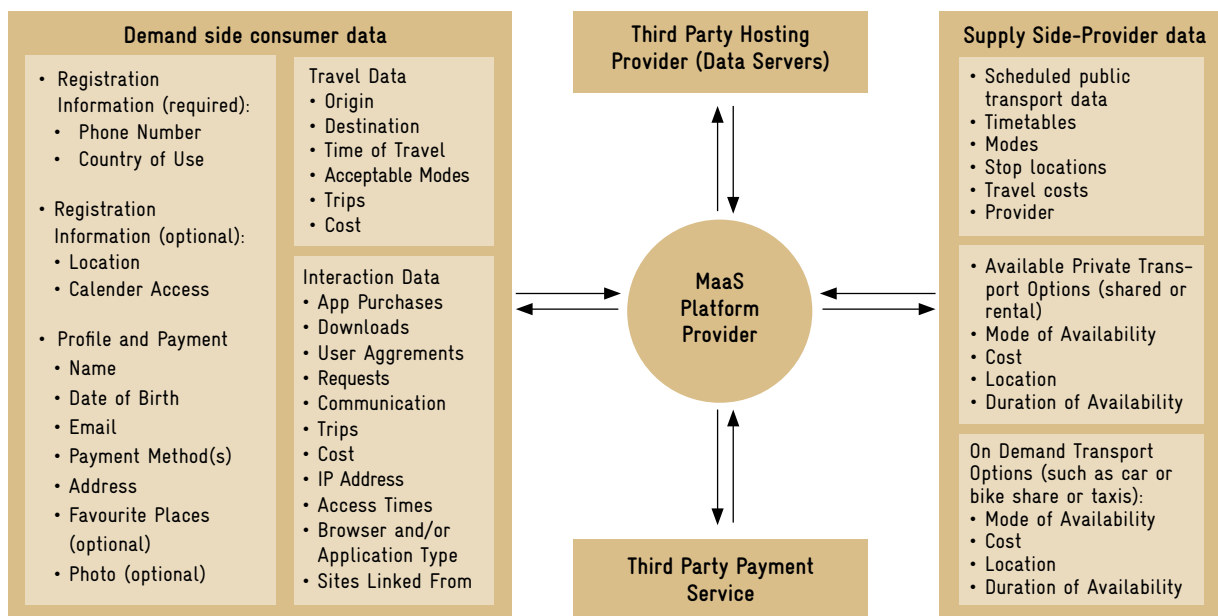 Demand side consumer data
• Registration
Information (required):
• Phone Number
• Country of Use
• Registration
Information (optional):
• Location
• Calender Access
• Profile and Payment
• Name
• Date of Birth
• Email
• Payment Method(s)
• Address
• Favourite Places
(optional)
• Photo (optional)
Travel Data
• Origin
• Destination
• Time of Travel
• Acceptable Modes
• Trips
• Cost
Interaction Data
• App Purchases
• Downloads
• User Aggrements
• Requests
• Communication
• Trips
• Cost
• IP Address
• Access Times
• Browser and/or
Application Type
• Sites Linked From
Third Party Hosting
Provider (Data Servers)
MaaS
Platform
Provider
Third Party Payment
Service
Supply Side-Provider data
• Scheduled public
transport data
• Timetables
• Modes
• Stop locations
• Travel costs
• Provider
• Available Private Trans-
port Options (shared or
rental)
• Mode of Availability
• Cost
• Location
• Duration of Availability
On Demand Transport
Options (such as car or
bike share or taxis):
• Mode of Availability
• Cost
• Location
• Duration of Availability